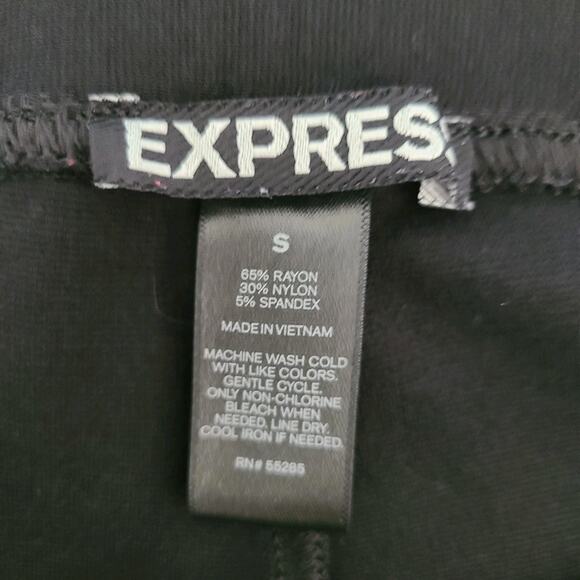 EXPRESS
S
65% RAYON
30% NYLON
5% SPANDEX
MADE IN VIETNAM
MACHINE WASH COLD
WITH LIKE COLORS.
GENTLE CYCLE.
ONLY NON-CHLORINE
BLEACH WHEN
NEEDED. LINE DRY.
COOL IRON IF NEEDED.
RN# 55285